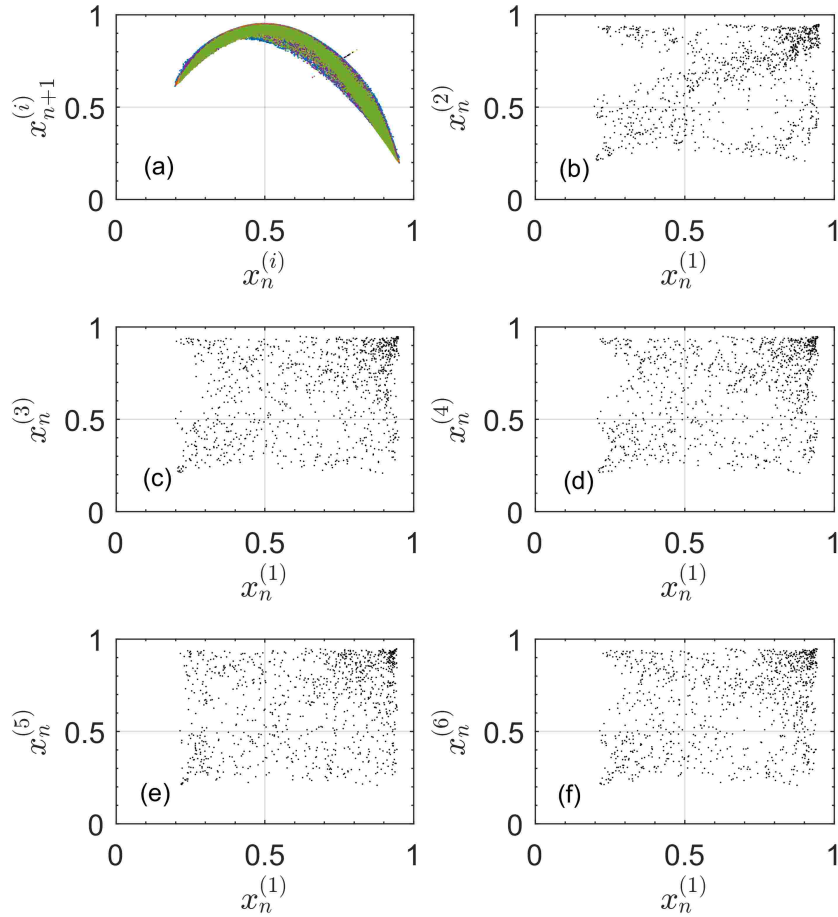 1
x_{n+1}^{(i)}
0.5
(a)
0
0 0.5 1
x_n^{(i)}
1
x_n^{(2)}
0.5
(b)
0
0 0.5 1
x_n^{(1)}
1
x_n^{(3)}
0.5
(c)
0
0 0.5 1
x_n^{(1)}
1
x_n^{(4)}
0.5
(d)
0
0 0.5 1
x_n^{(1)}
1
x_n^{(5)}
0.5
(e)
0
0 0.5 1
x_n^{(1)}
1
x_n^{(6)}
0.5
(f)
0
0 0.5 1
x_n^{(1)}